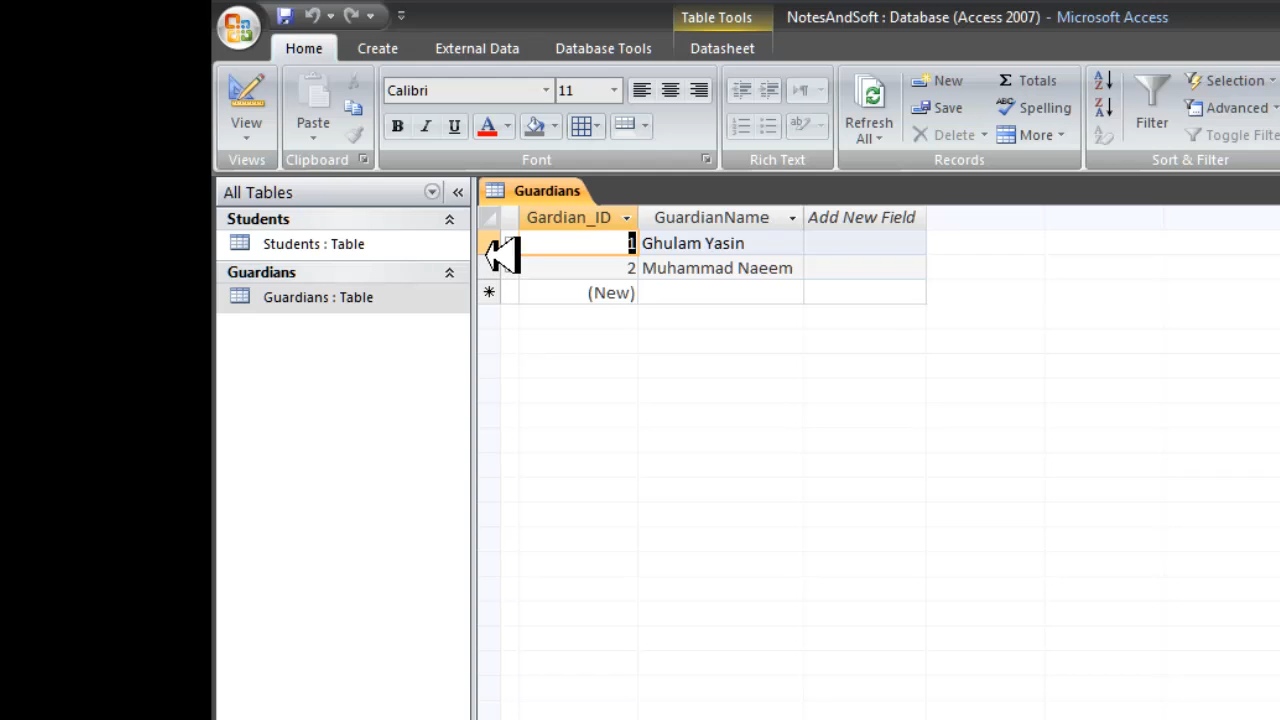 Table Tools
NotesAndSoft : Database (Access 2007) - Microsoft Access
Home
Create
External Data
Database Tools
Datasheet
View
Views
Paste
Clipboard
Calibri
11
B I U A
Font
Rich Text
Refresh
All
New
Save
Delete
Σ Totals
ABC Spelling
More
Records
Filter
Selection
Advanced
Toggle Filte
Sort & Filter
All Tables
Students
Students : Table
Guardians
Guardians : Table
Guardians
Gardian_ID GuardianName Add New Field
1 Ghulam Yasin
2 Muhammad Naeem
(New)